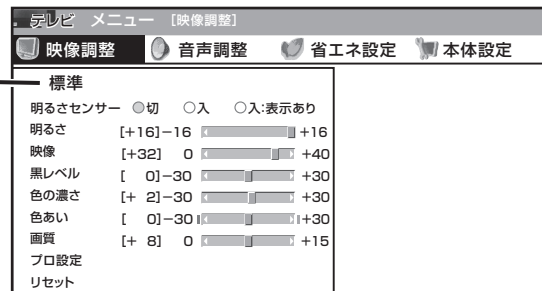 テレビ メニュー [映像調整]
映像調整 音声調整 省エネ設定 本体設定
標準
明るさセンサー ○切 ○入 ○入:表示あり
明るさ [+16] −16 +16
映像 [+32] 0 +40
黒レベル [ 0] −30 +30
色の濃さ [+ 2] −30 +30
色あい [ 0] −30 +30
画質 [+ 8] 0 +15
プロ設定
リセット